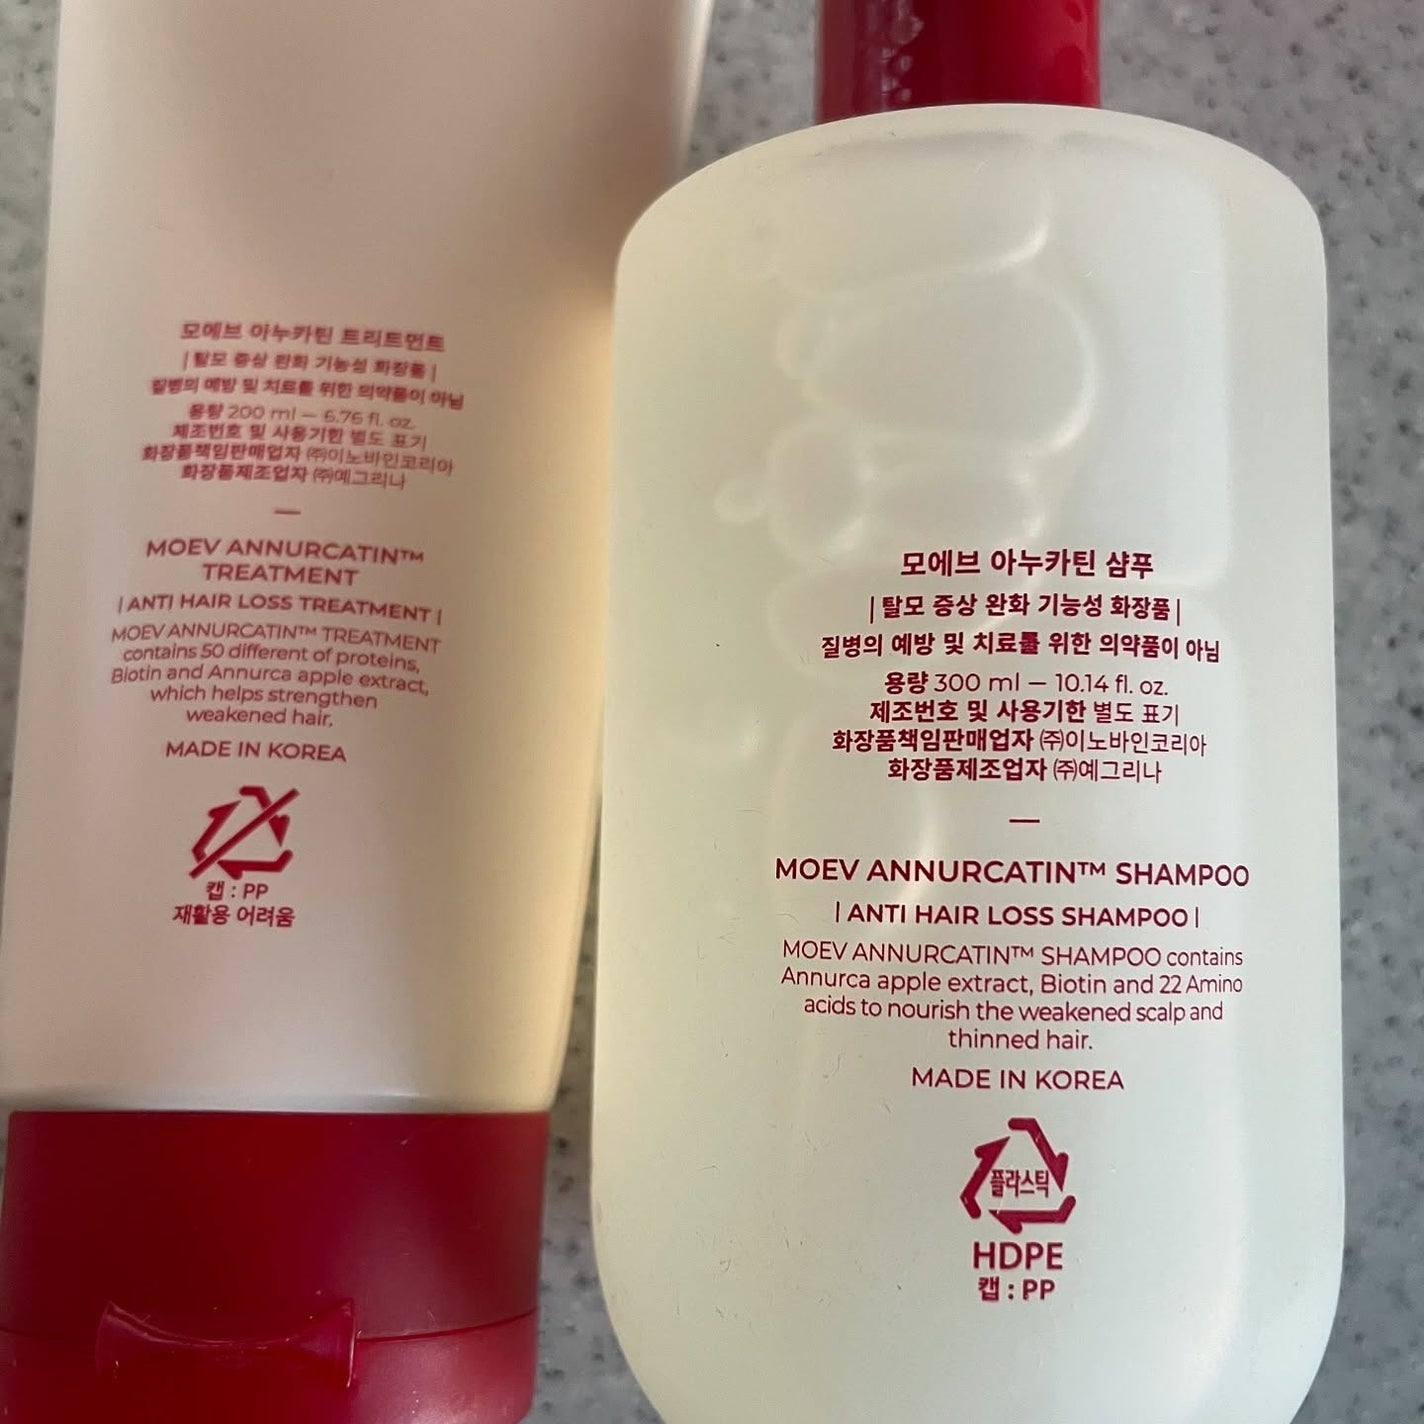 모에브 아누카틴 트리트먼트
| 탈모 증상 완화 기능성 화장품 |
질병의 예방 및 치료를 위한 의약품이 아님
용량 200 ml — 6.76 fl. oz.
제조번호 및 사용기한 별도 표기
화장품책임판매업자 ㈜이노바인코리아
화장품제조업자 ㈜예그리나
—
MOEV ANNURCATIN™
TREATMENT
| ANTI HAIR LOSS TREATMENT |
MOEV ANNURCATIN™ TREATMENT
contains 50 different of proteins,
Biotin and Annurca apple extract,
which helps strengthen
weakened hair.
MADE IN KOREA
캡 : PP
재활용 어려움
모에브 아누카틴 샴푸
| 탈모 증상 완화 기능성 화장품 |
질병의 예방 및 치료를 위한 의약품이 아님
용량 300 ml — 10.14 fl. oz.
제조번호 및 사용기한 별도 표기
화장품책임판매업자 ㈜이노바인코리아
화장품제조업자 ㈜예그리나
—
MOEV ANNURCATIN™ SHAMPOO
| ANTI HAIR LOSS SHAMPOO |
MOEV ANNURCATIN™ SHAMPOO contains
Annurca apple extract, Biotin and 22 Amino
acids to nourish the weakened scalp and
thinned hair.
MADE IN KOREA
플라스틱
HDPE
캡 : PP